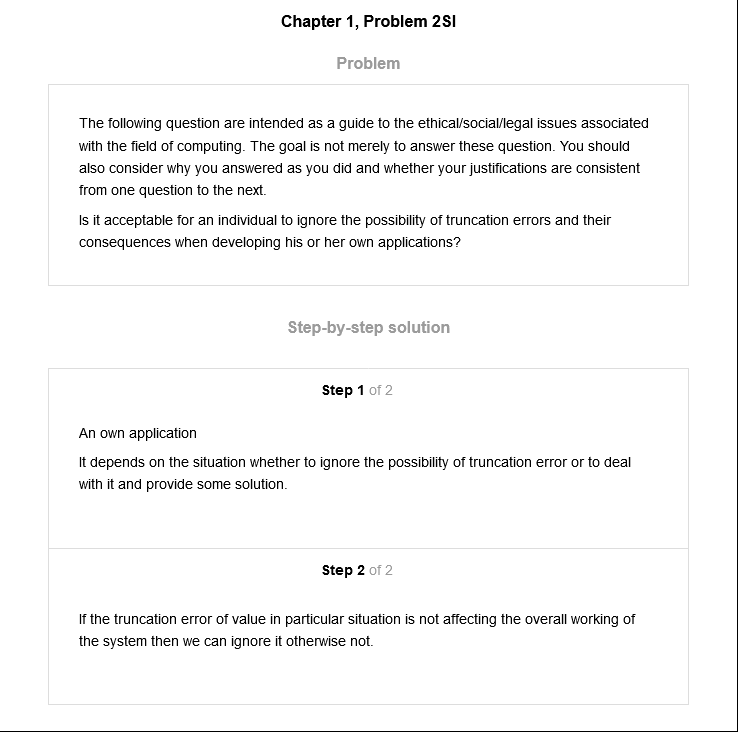 Chapter 1, Problem 2SI
Problem
The following question are intended as a guide to the ethical/social/legal issues associated
with the field of computing. The goal is not merely to answer these question. You should
also consider why you answered as you did and whether your justifications are consistent
from one question to the next.
Is it acceptable for an individual to ignore the possibility of truncation errors and their
consequences when developing his or her own applications?
Step-by-step solution
Step 1 of 2
An own application
It depends on the situation whether to ignore the possibility of truncation error or to deal
with it and provide some solution.
Step 2 of 2
If the truncation error of value in particular situation is not affecting the overall working of
the system then we can ignore it otherwise not.